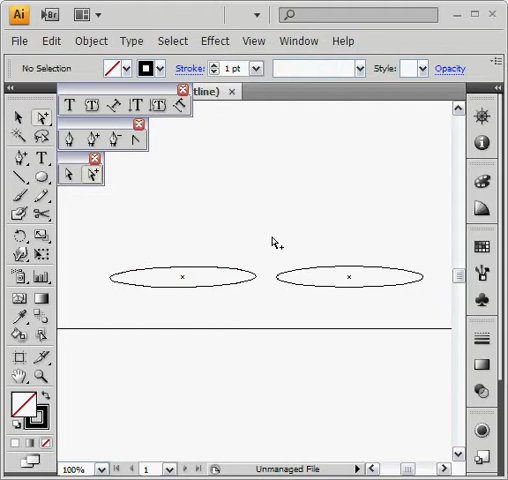 Ai Br
File Edit Object Type Select Effect View Window Help
No Selection Stroke: 1 pt Style: Opacity
tline) ×
T T T T T T
T
100% 1 Unmanaged File